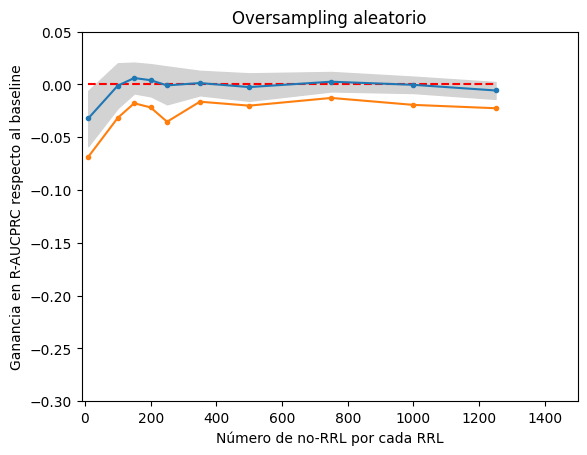 Oversampling aleatorio
Ganancia en R-AUCPRC respecto al baseline
0.05
0.00
−0.05
−0.10
−0.15
−0.20
−0.25
−0.30
0 200 400 600 800 1000 1200 1400
Número de no-RRL por cada RRL